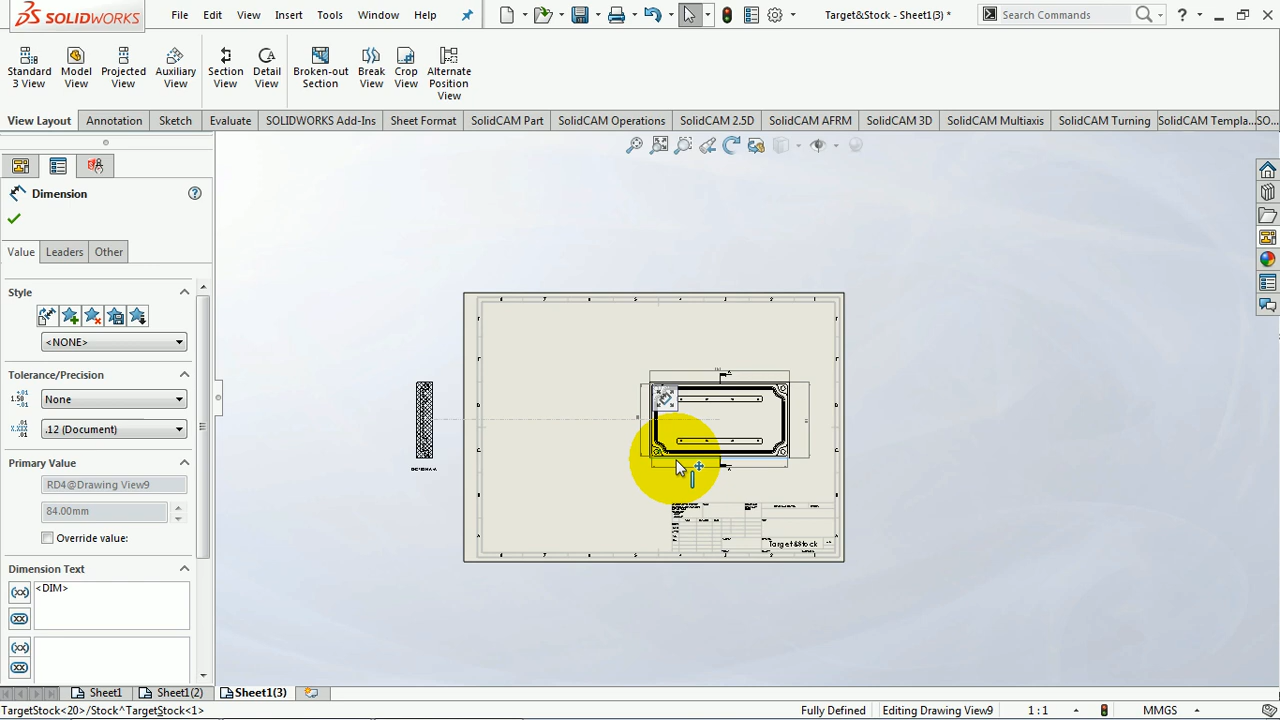 SOLIDWORKS
File Edit View Insert Tools Window Help
Target&Stock - Sheet1(3) *
Search Commands
?
Standard 3 View
Model View
Projected View
Auxiliary View
Section View
Detail View
Broken-out Section
Break View
Crop View
Alternate Position View
View Layout Annotation Sketch Evaluate SOLIDWORKS Add-Ins Sheet Format SolidCAM Part SolidCAM Operations SolidCAM 2.5D SolidCAM AFRM SolidCAM 3D SolidCAM Multiaxis SolidCAM Turning SolidCAM Templa... SO...
Dimension
Value Leaders Other
Style
<NONE>
Tolerance/Precision
None
.12 (Document)
Primary Value
RD4@Drawing View9
84.00mm
Override value:
Dimension Text
<DIM>
Target&Stock
Sheet1 Sheet1(2) Sheet1(3)
TargetStock<20>/Stock^TargetStock<1>
Fully Defined Editing Drawing View9 1:1 MMGS